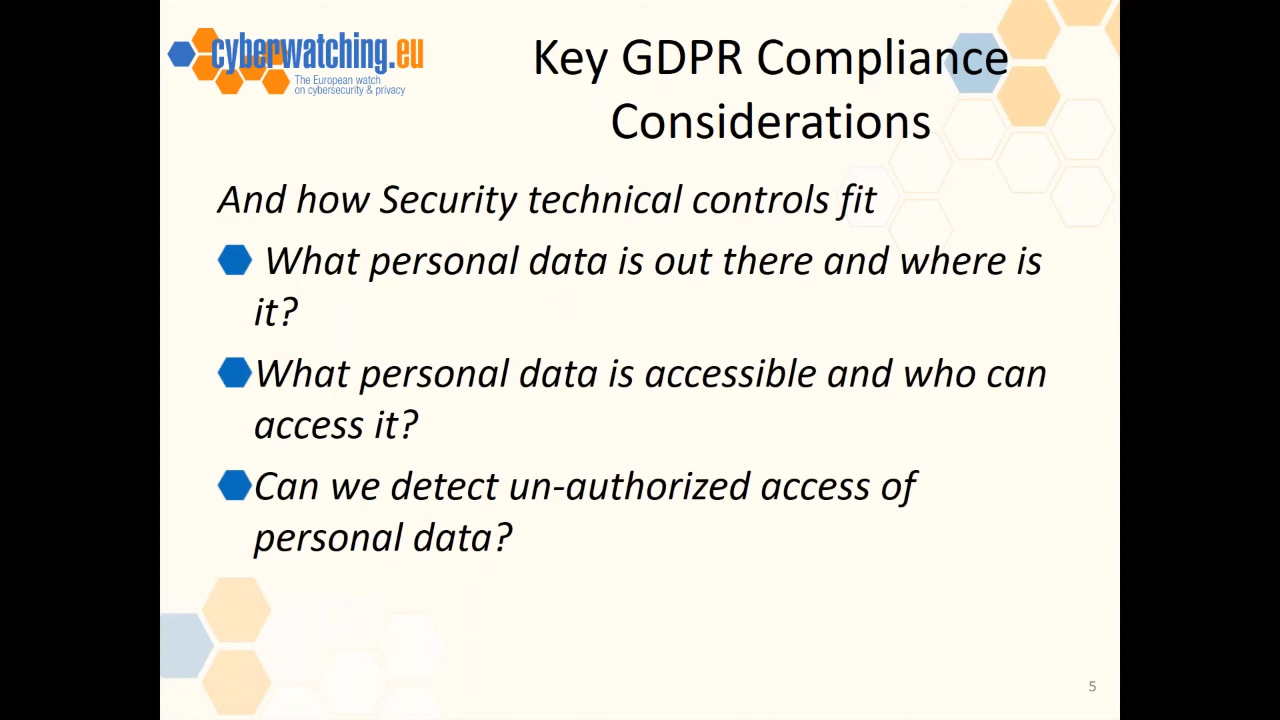 cyberwatching.eu
The European watch
on cybersecurity & privacy
Key GDPR Compliance
Considerations
And how Security technical controls fit
What personal data is out there and where is
it?
What personal data is accessible and who can
access it?
Can we detect un-authorized access of
personal data?
5